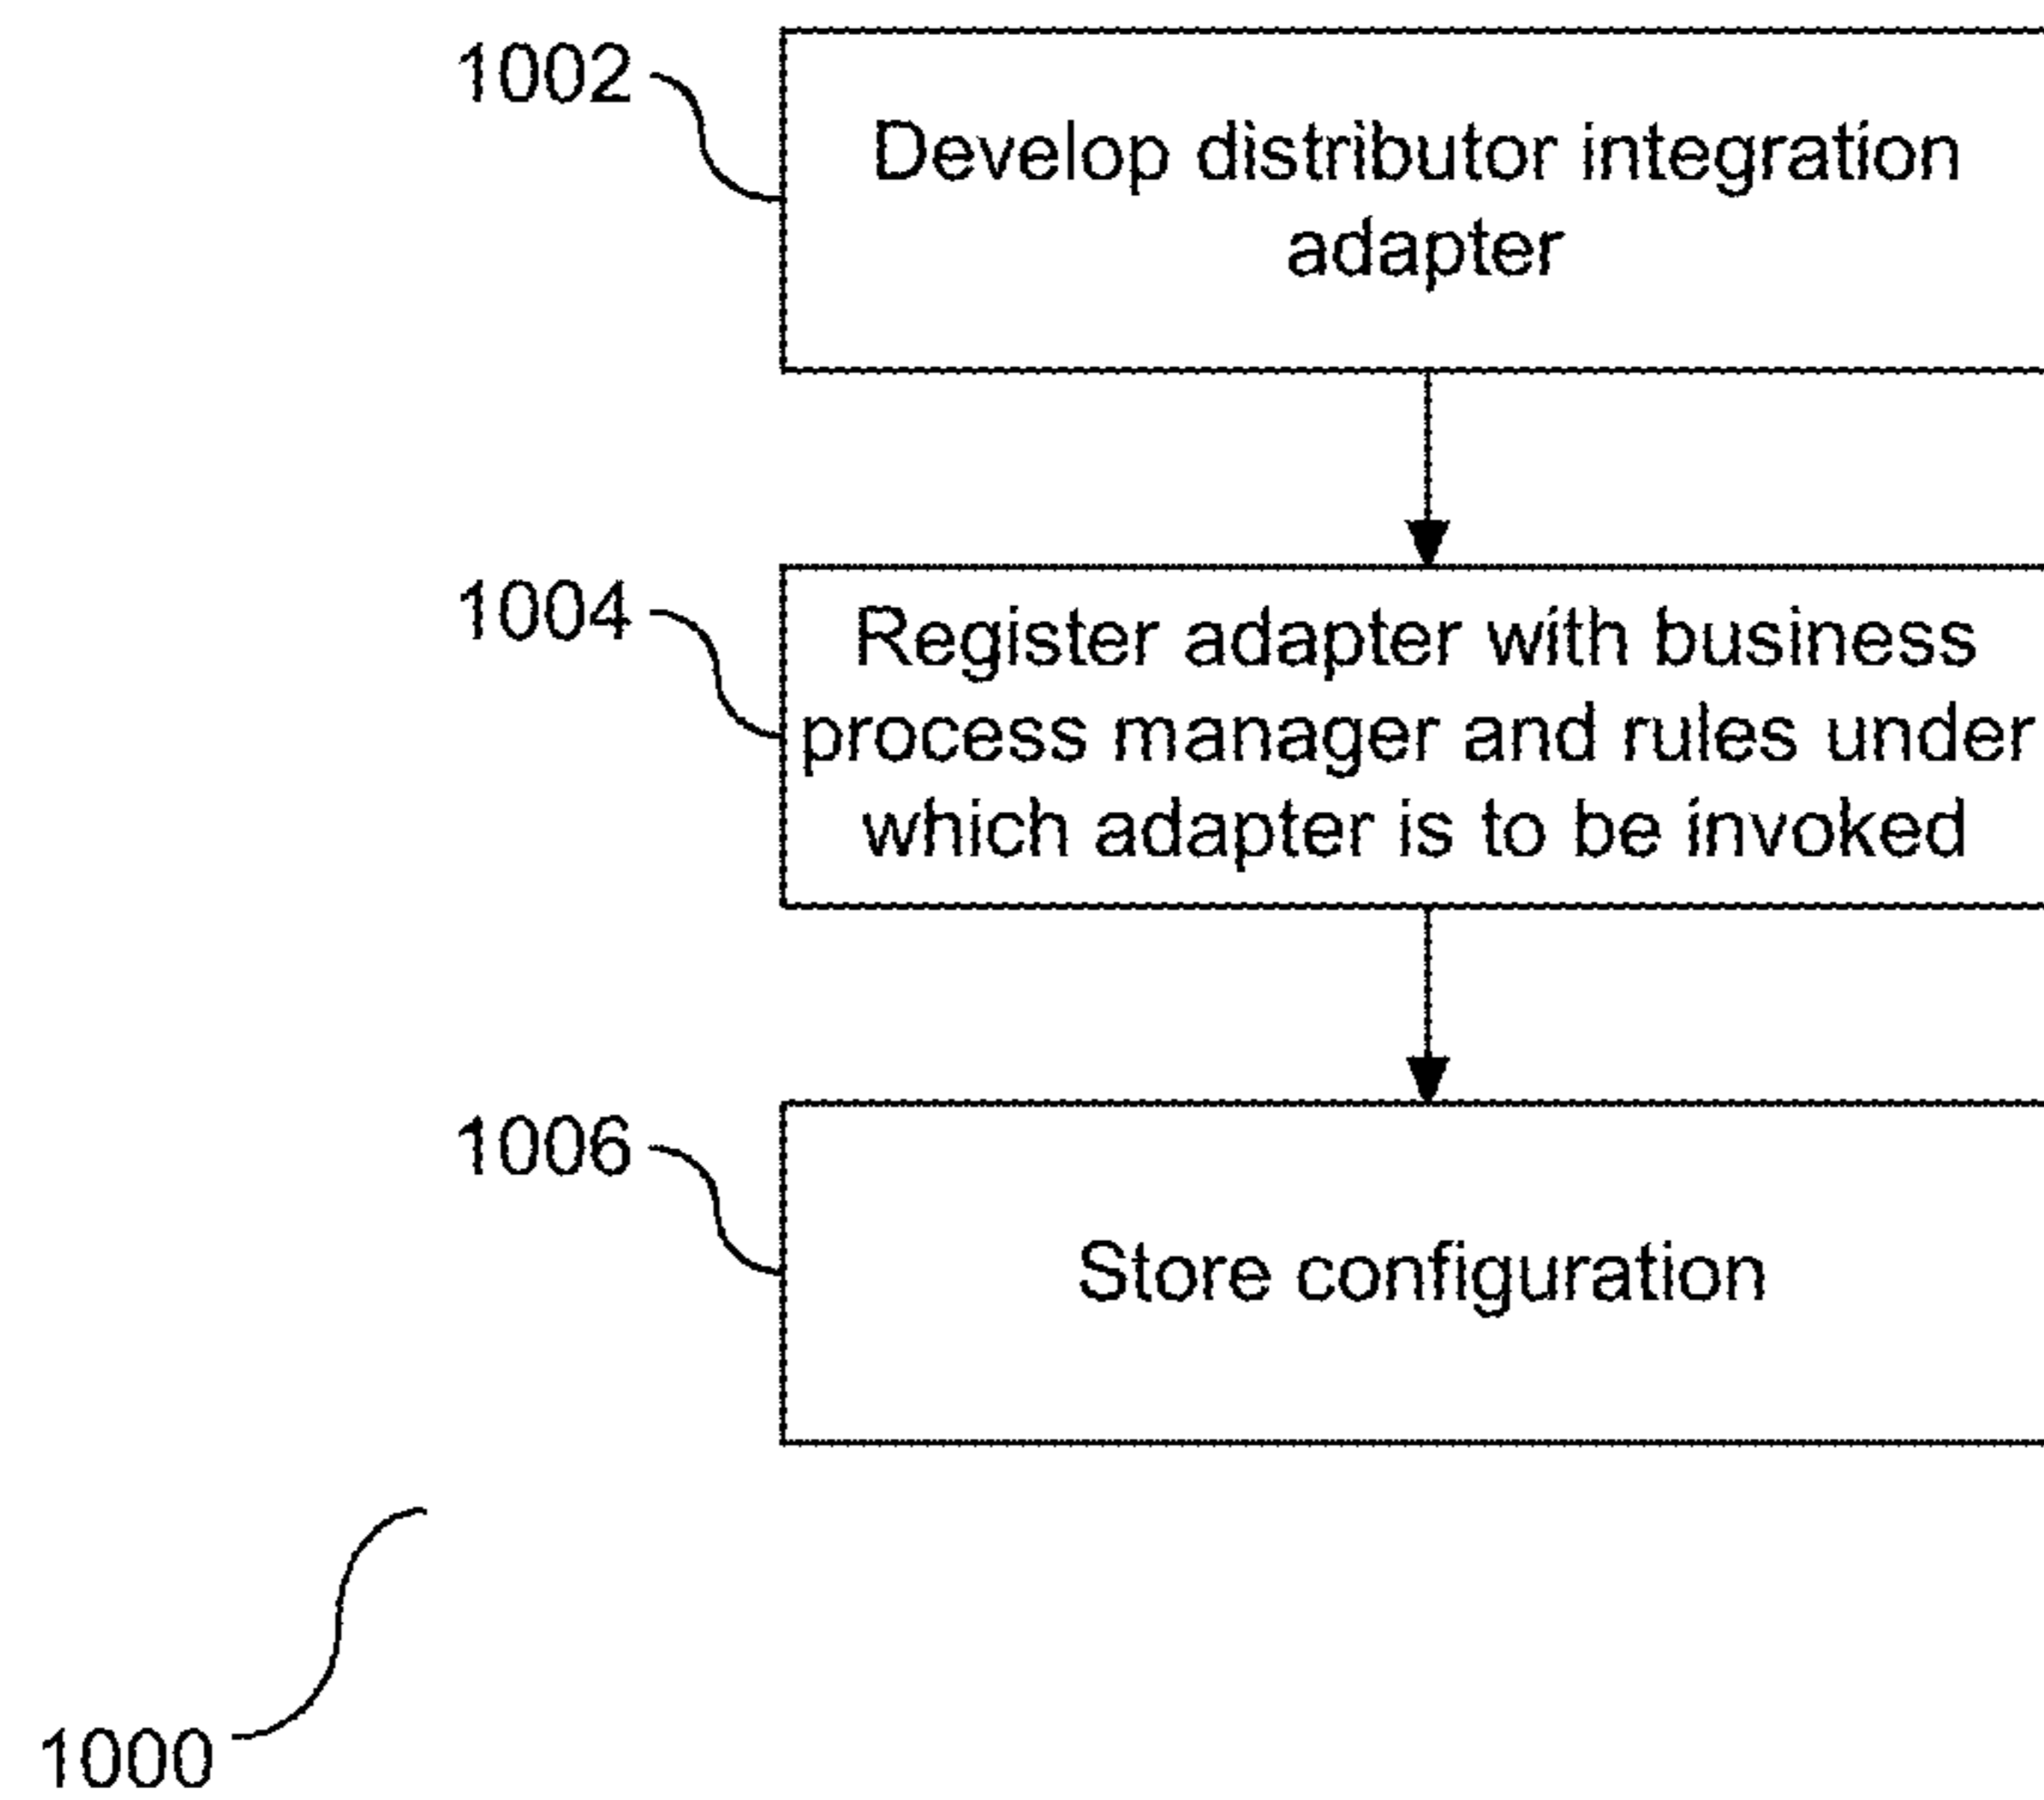 1002
Develop distributor integration
adapter
1004
Register adapter with business
process manager and rules under
which adapter is to be invoked
1006
Store configuration
1000